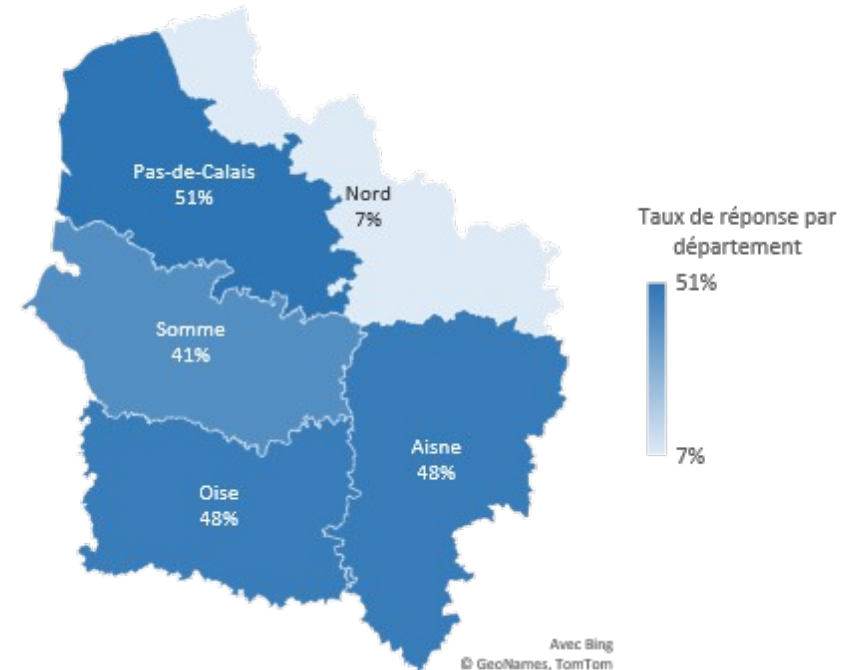 Pas-de-Calais
51%
Nord
7%
Somme
41%
Aisne
48%
Oise
48%
Taux de réponse par
département
51%
7%
Avec Bing
© GeoNames, TomTom